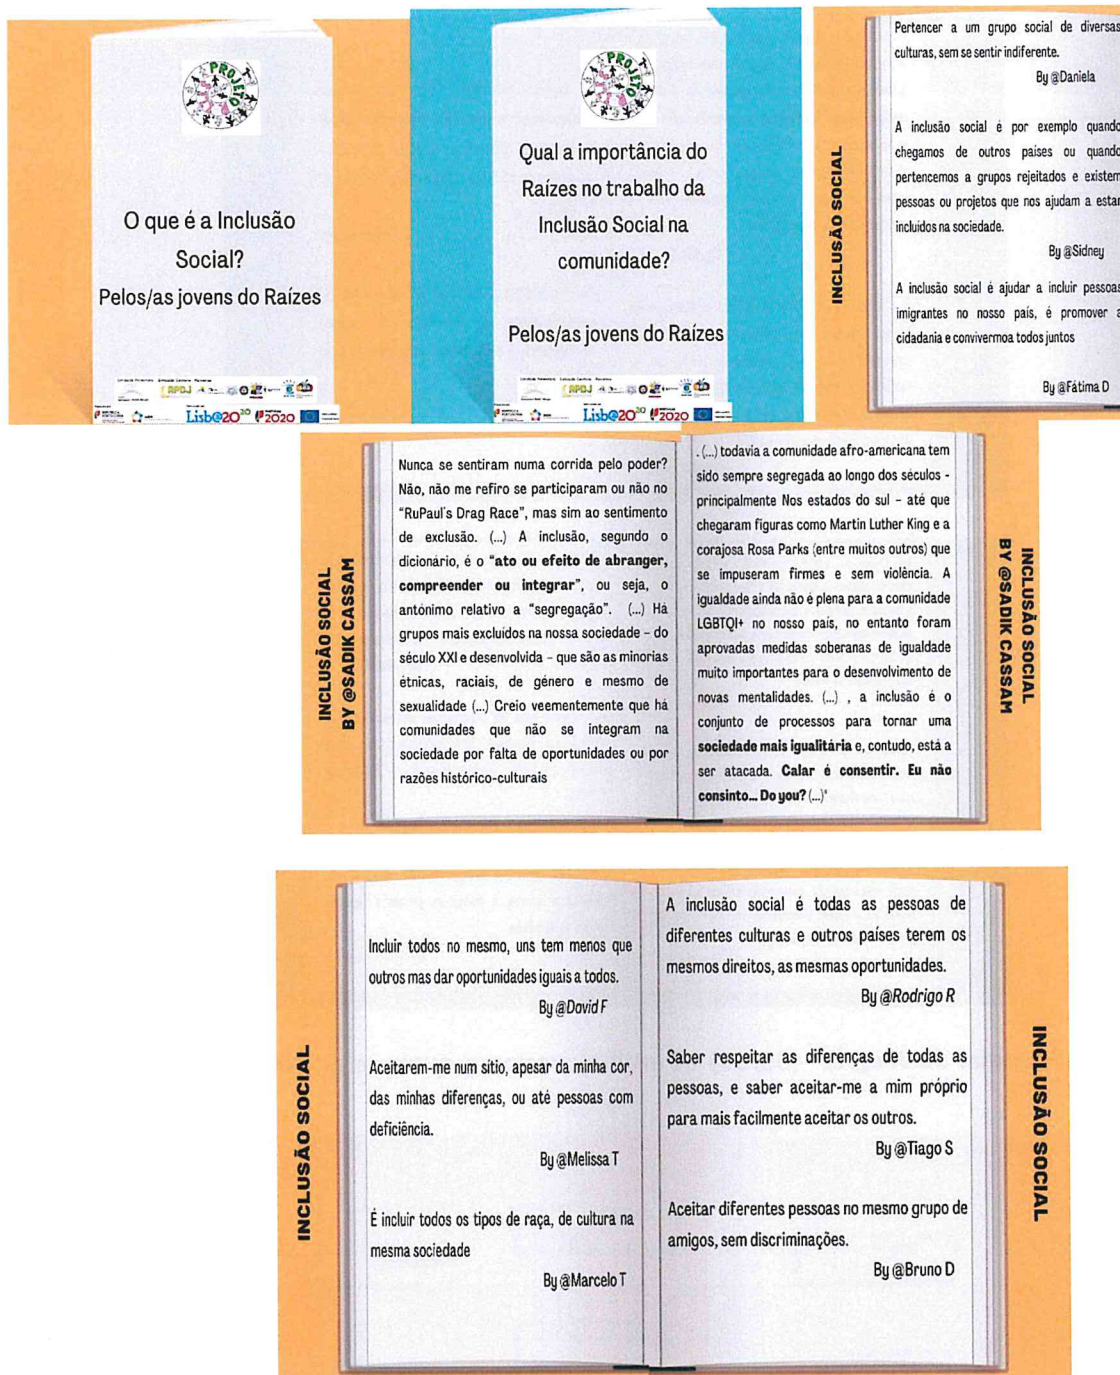 PROJETO
O que é a Inclusão
Social?
Pelos/as jovens do Raízes
Lisb@20²⁰
2020
PROJETO
Qual a importância do
Raízes no trabalho da
Inclusão Social na
comunidade?
Pelos/as jovens do Raízes
Lisb@20²⁰
2020
INCLUSÃO SOCIAL
Pertencer a um grupo social de diversas
culturas, sem se sentir indiferente.
By @Daniela
A inclusão social é por exemplo quando
chegamos de outros países ou quando
pertencemos a grupos rejeitados e existem
pessoas ou projetos que nos ajudam a estar
incluídos na sociedade.
By @Sidney
A inclusão social é ajudar a incluir pessoas
imigrantes no nosso país, é promover a
cidadania e convivermoa todos juntos
By @Fátima D
INCLUSÃO SOCIAL
BY @SADIK CASSAM
Nunca se sentiram numa corrida pelo poder?
Não, não me refiro se participaram ou não no
“RuPaul's Drag Race”, mas sim ao sentimento
de exclusão. (...) A inclusão, segundo o
dicionário, é o “ato ou efeito de abranger,
compreender ou integrar”, ou seja, o
antónimo relativo a “segregação”. (...) Há
grupos mais excluídos na nossa sociedade – do
século XXI e desenvolvida – que são as minorias
étnicas, raciais, de género e mesmo de
sexualidade (...) Creio veementemente que há
comunidades que não se integram na
sociedade por falta de oportunidades ou por
razões histórico-culturais
. (...) todavia a comunidade afro-americana tem
sido sempre segregada ao longo dos séculos -
principalmente Nos estados do sul – até que
chegaram figuras como Martin Luther King e a
corajosa Rosa Parks (entre muitos outros) que
se impuseram firmes e sem violência. A
igualdade ainda não é plena para a comunidade
LGBTQI+ no nosso país, no entanto foram
aprovadas medidas soberanas de igualdade
muito importantes para o desenvolvimento de
novas mentalidades. (...) , a inclusão é o
conjunto de processos para tornar uma
sociedade mais igualitária e, contudo, está a
ser atacada. Calar é consentir. Eu não
consinto... Do you? (...)"
INCLUSÃO SOCIAL
BY @SADIK CASSAM
INCLUSÃO SOCIAL
Incluir todos no mesmo, uns tem menos que
outros mas dar oportunidades iguais a todos.
By @David F
Aceitarem-me num sítio, apesar da minha cor,
das minhas diferenças, ou até pessoas com
deficiência.
By @Melissa T
É incluir todos os tipos de raça, de cultura na
mesma sociedade
By @Marcelo T
A inclusão social é todas as pessoas de
diferentes culturas e outros países terem os
mesmos direitos, as mesmas oportunidades.
By @Rodrigo R
Saber respeitar as diferenças de todas as
pessoas, e saber aceitar-me a mim próprio
para mais facilmente aceitar os outros.
By @Tiago S
Aceitar diferentes pessoas no mesmo grupo de
amigos, sem discriminações.
By @Bruno D
INCLUSÃO SOCIAL